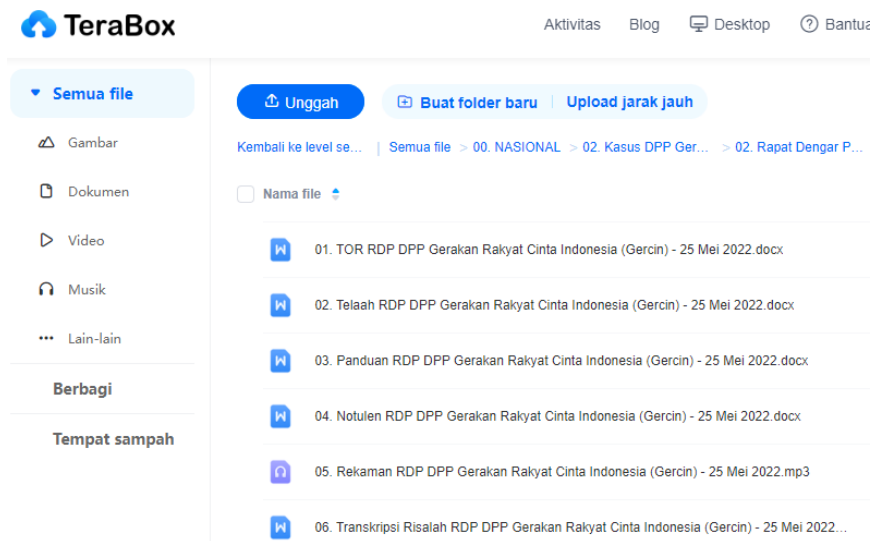 TeraBox
Aktivitas Blog Desktop Bantua
Semua file
Gambar
Dokumen
Video
Musik
Lain-lain
Berbagi
Tempat sampah
Unggah Buat folder baru Upload jarak jauh
Kembali ke level se... | Semua file > 00. NASIONAL > 02. Kasus DPP Ger... > 02. Rapat Dengar P...
Nama file
01. TOR RDP DPP Gerakan Rakyat Cinta Indonesia (Gercin) - 25 Mei 2022.docx
02. Telaah RDP DPP Gerakan Rakyat Cinta Indonesia (Gercin) - 25 Mei 2022.docx
03. Panduan RDP DPP Gerakan Rakyat Cinta Indonesia (Gercin) - 25 Mei 2022.docx
04. Notulen RDP DPP Gerakan Rakyat Cinta Indonesia (Gercin) - 25 Mei 2022.docx
05. Rekaman RDP DPP Gerakan Rakyat Cinta Indonesia (Gercin) - 25 Mei 2022.mp3
06. Transkripsi Risalah RDP DPP Gerakan Rakyat Cinta Indonesia (Gercin) - 25 Mei 2022...